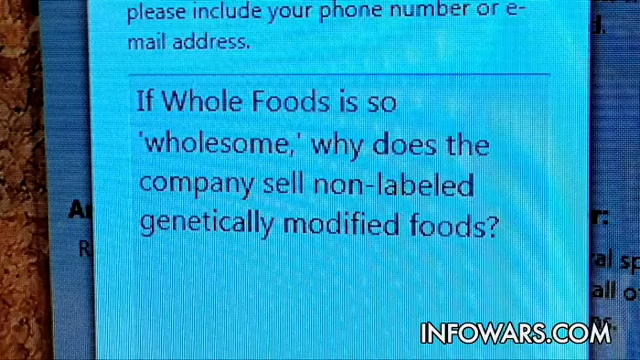 please include your phone number or e-
mail address.
If Whole Foods is so
'wholesome,' why does the
company sell non-labeled
genetically modified foods?
INFOWARS.COM